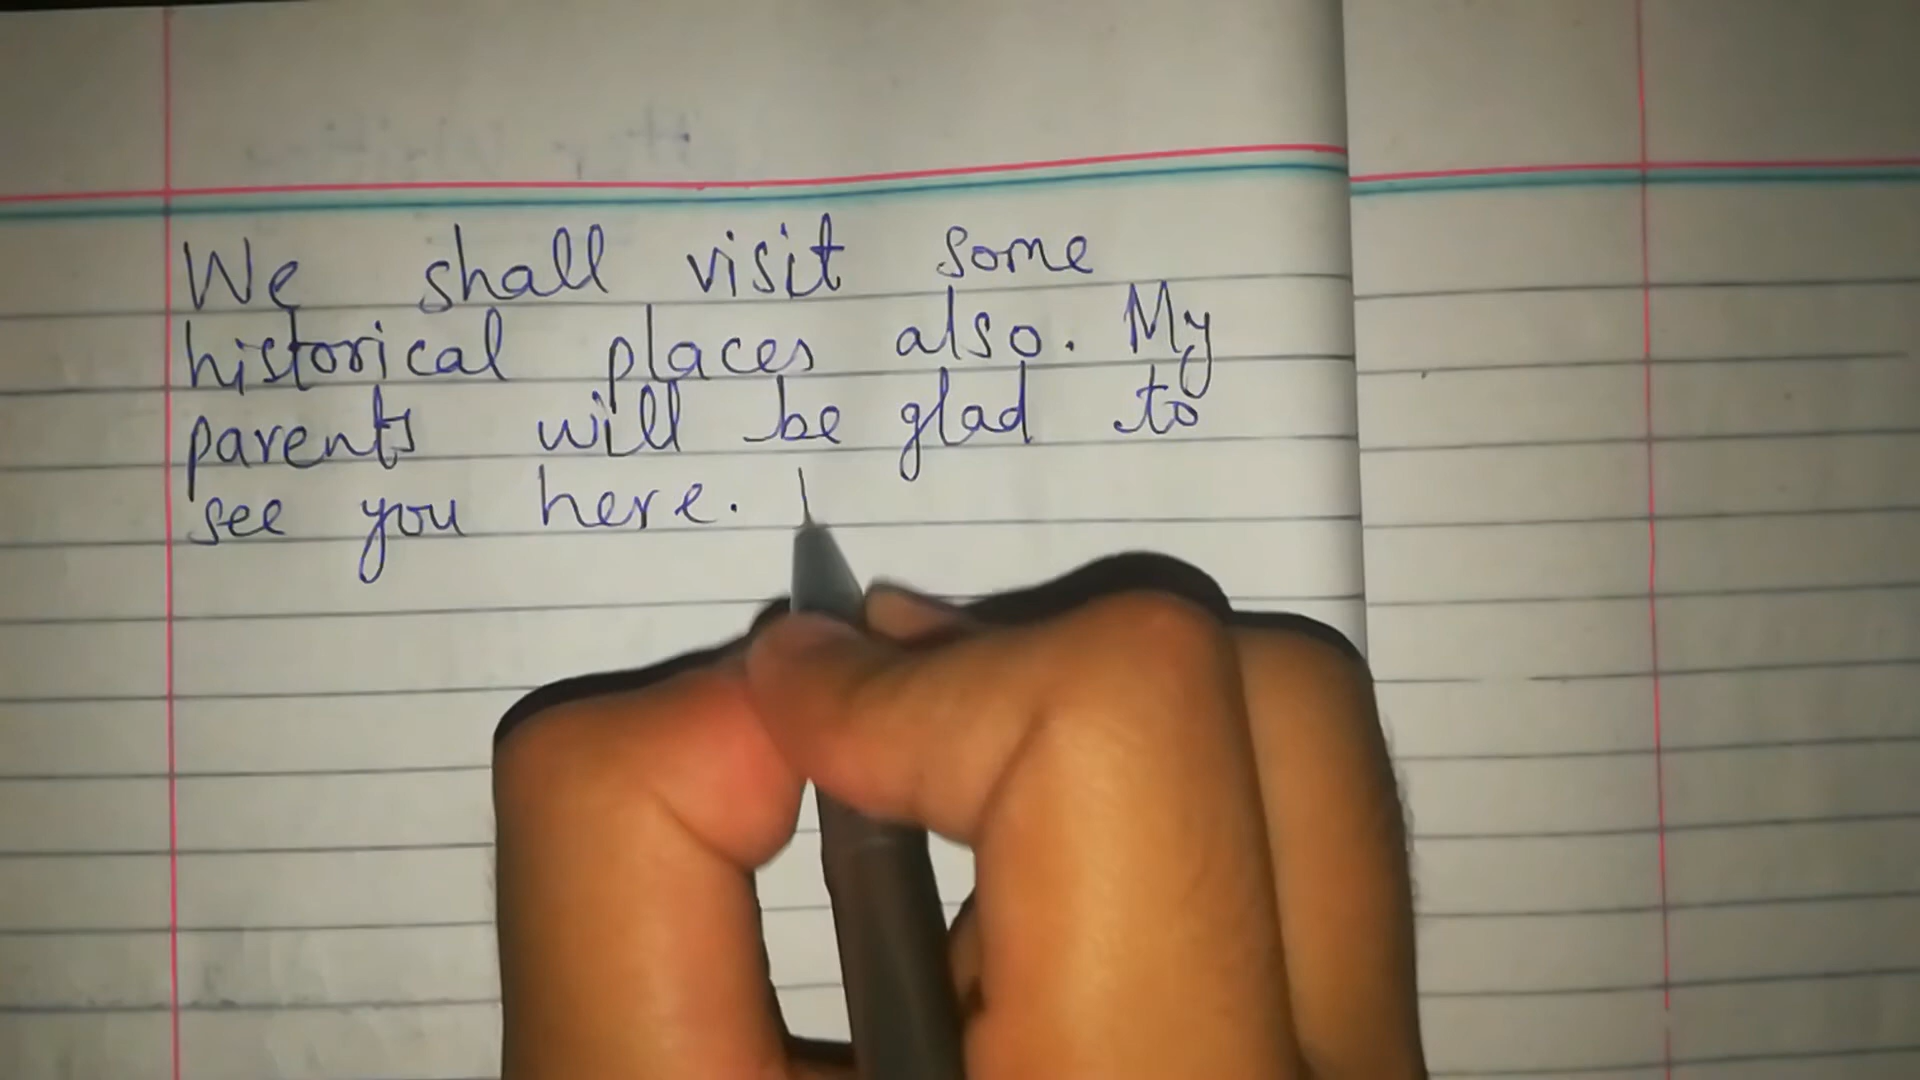 We shall visit some
historical places also. My
parents will be glad to
see you here.